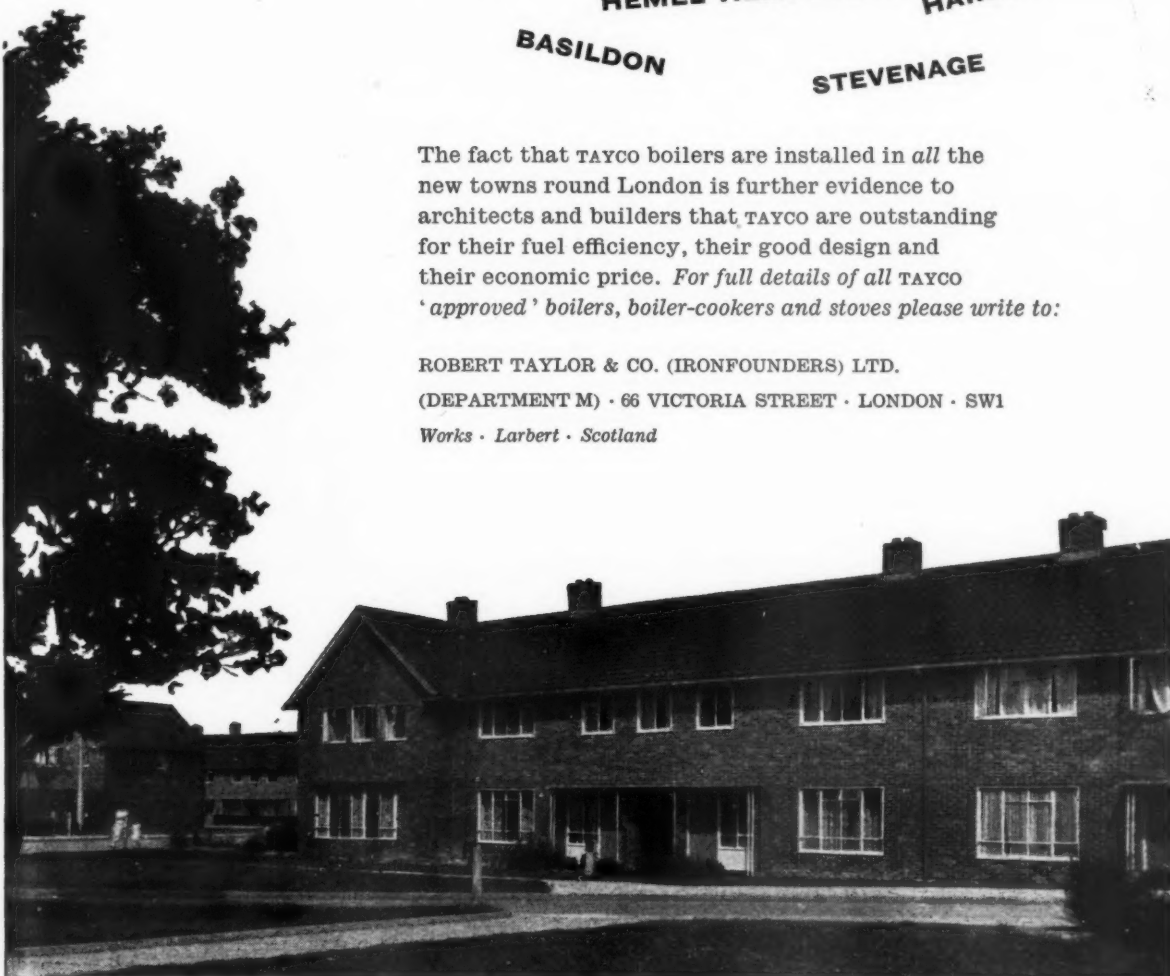 HEMEL
BASILDON
STEVENAGE
The fact that TAYCO boilers are installed in all the
new towns round London is further evidence to
architects and builders that TAYCO are outstanding
for their fuel efficiency, their good design and
their economic price. For full details of all TAYCO
'approved' boilers, boiler-cookers and stoves please write to:
ROBERT TAYLOR & CO. (IRONFOUNDERS) LTD.
(DEPARTMENT M) · 66 VICTORIA STREET · LONDON · SW1
Works · Larbert · Scotland